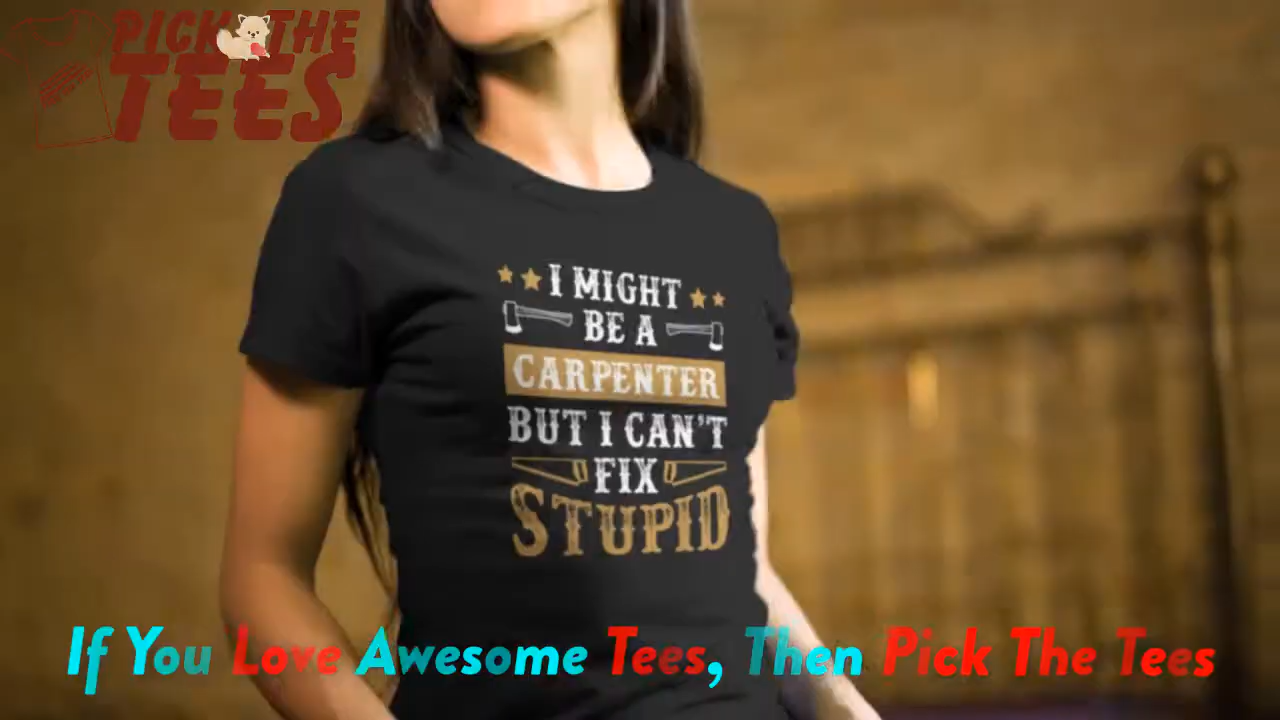 PICK THE
TEES
I MIGHT
BE A
CARPENTER
BUT I CAN'T
FIX
STUPID
If You Love Awesome Tees, Then Pick The Tees